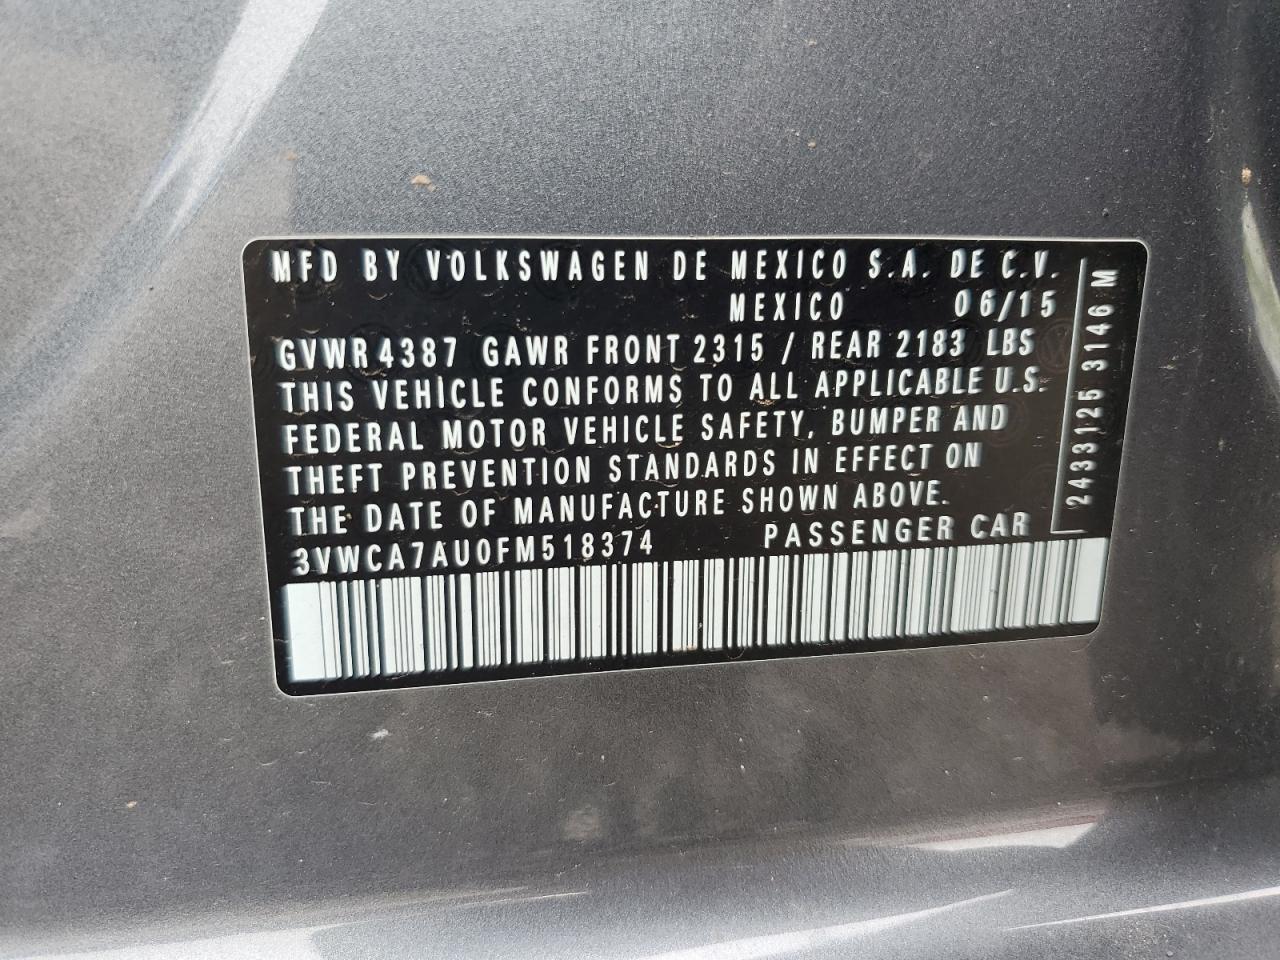 MFD BY VOLKSWAGEN DE MEXICO S.A. DE C.V.
MEXICO 06/15
GVWR 4387 GAWR FRONT 2315 / REAR 2183 LBS
THIS VEHICLE CONFORMS TO ALL APPLICABLE U.S.
FEDERAL MOTOR VEHICLE SAFETY, BUMPER AND
THEFT PREVENTION STANDARDS IN EFFECT ON
THE DATE OF MANUFACTURE SHOWN ABOVE.
3VWCA7AU0FM518374 PASSENGER CAR
2433125 3146 M